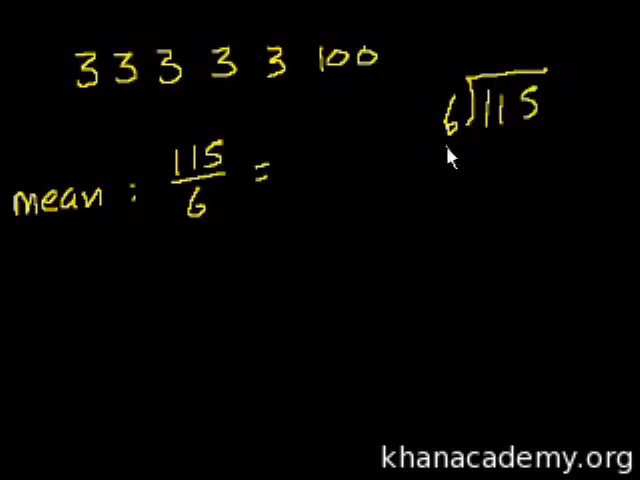 3 3 3 3 3 100
6)115
mean : 115/6 =
khanacademy.org